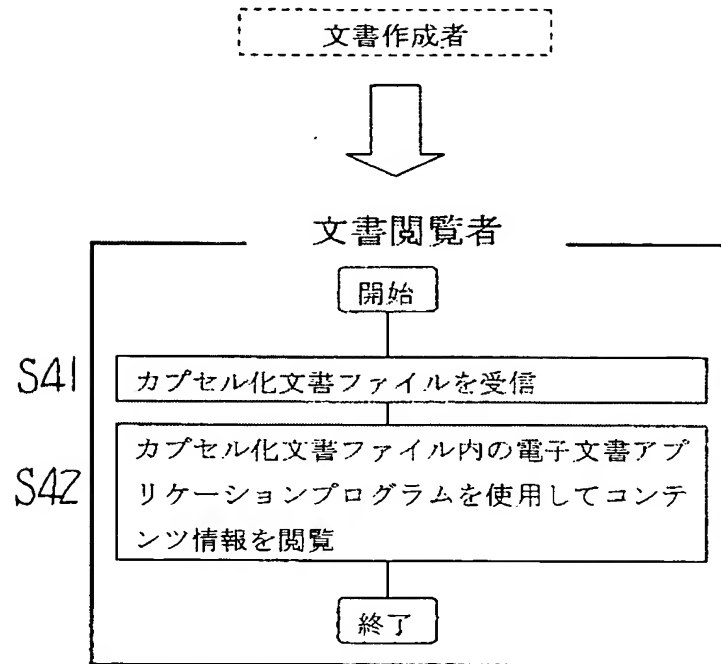 文書作成者
文書閲覧者
開始
S41
カプセル化文書ファイルを受信
S42
カプセル化文書ファイル内の電子文書アプ
リケーションプログラムを使用してコンテ
ンツ情報を閲覧
終了